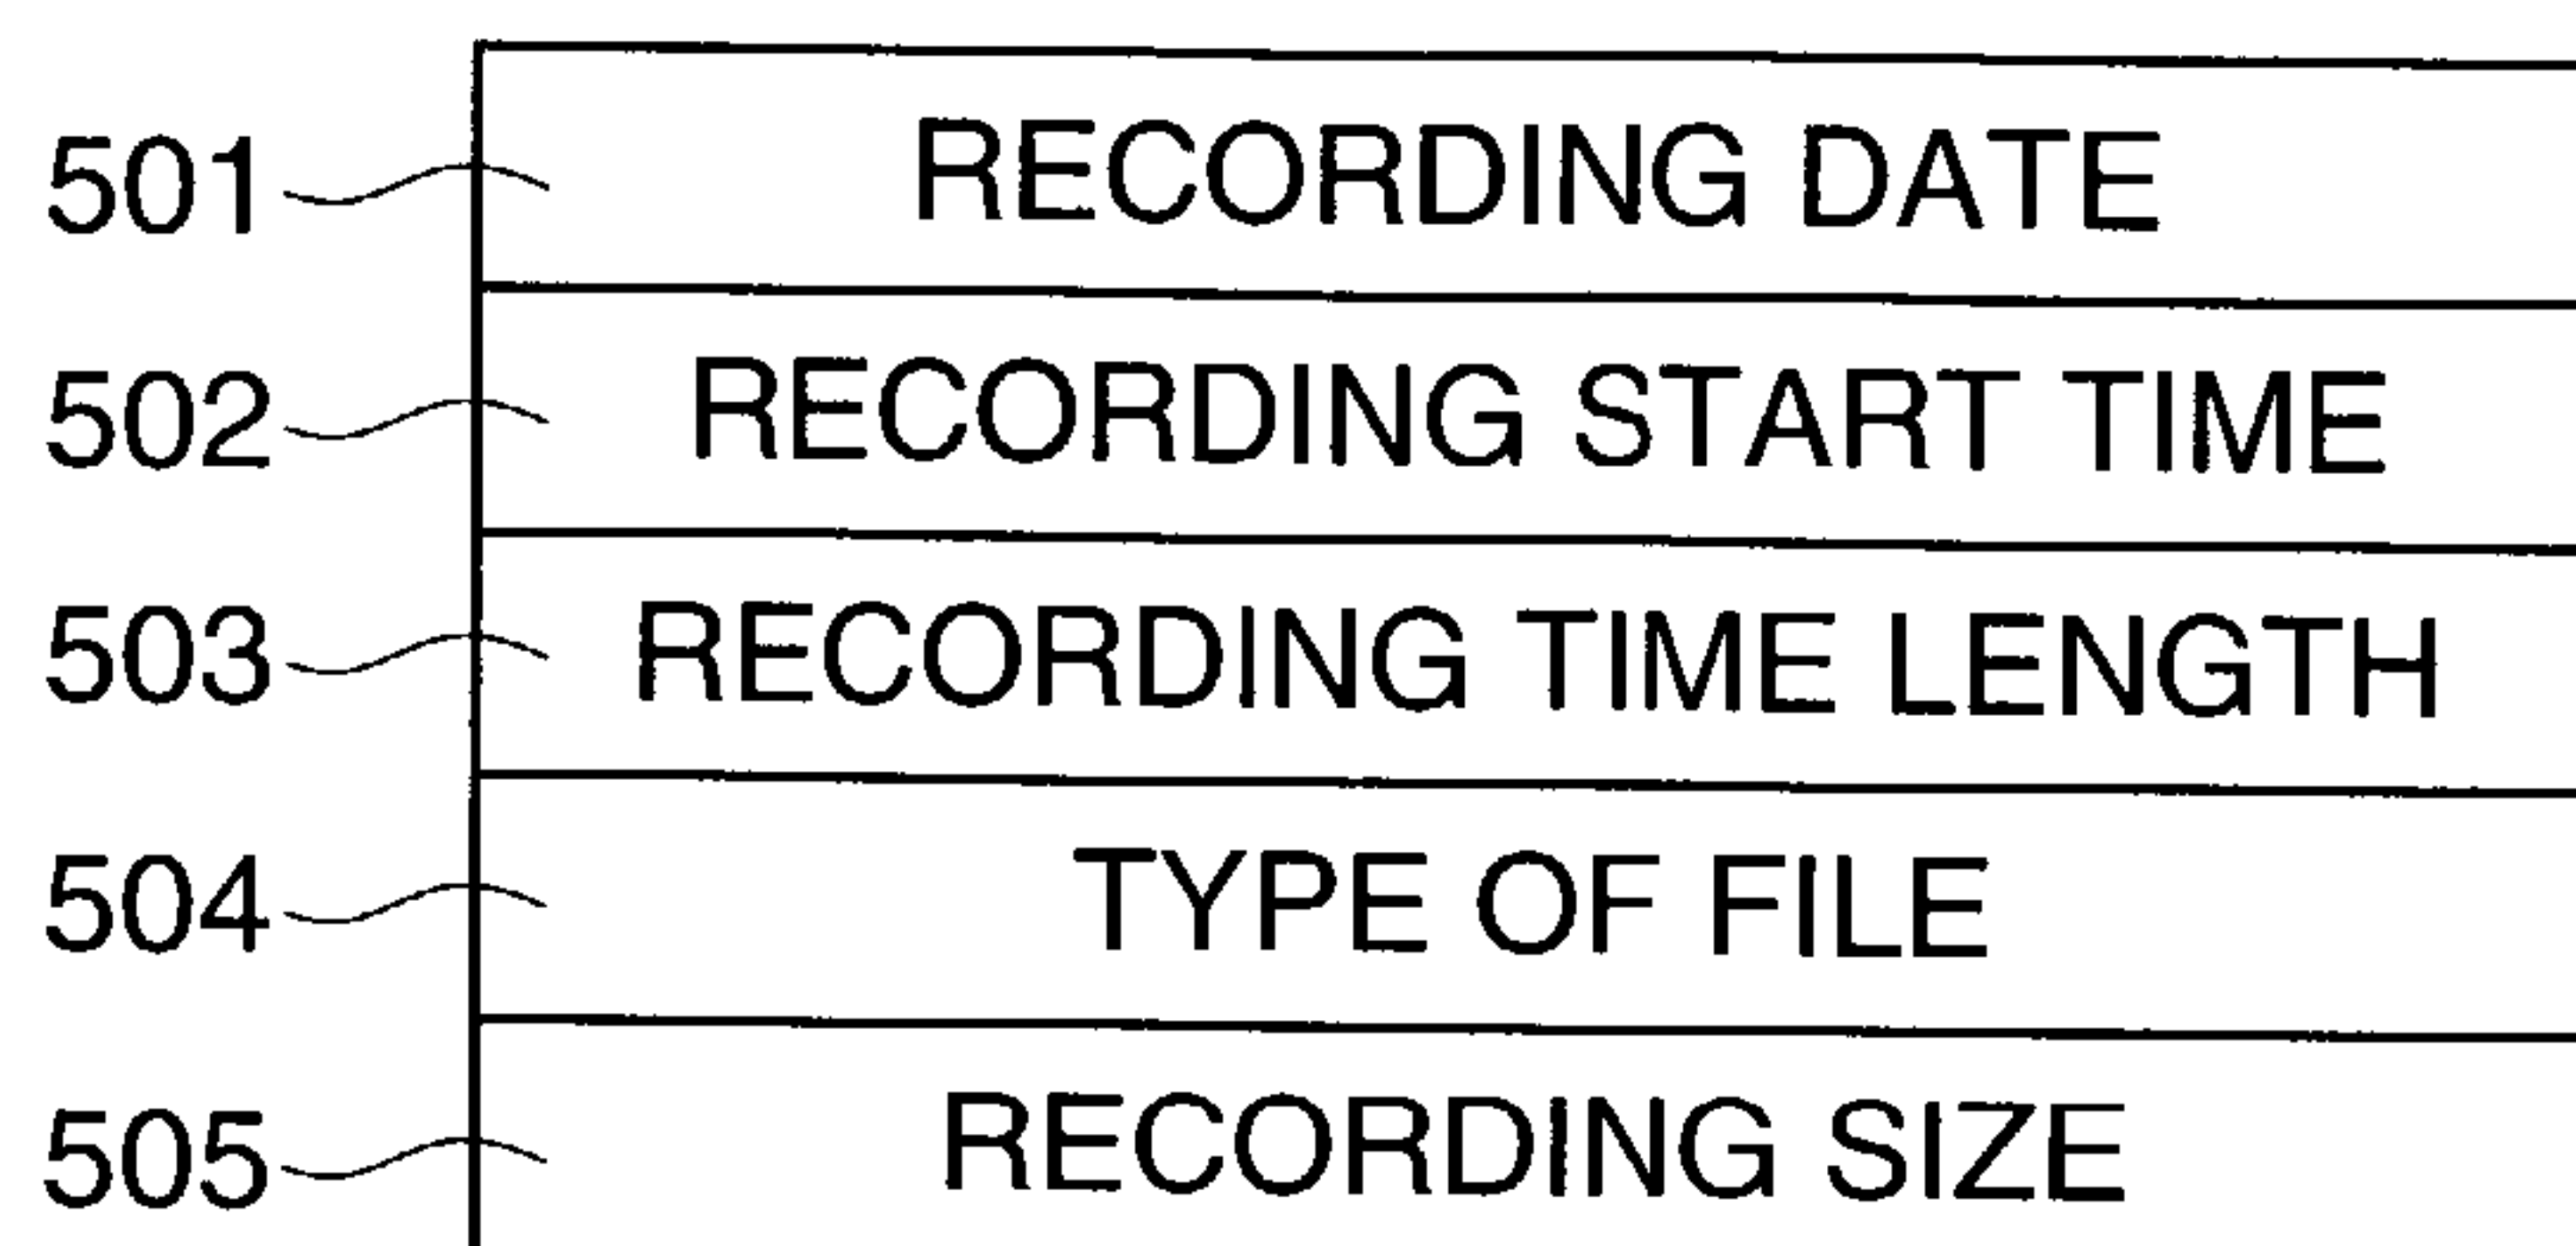 501 RECORDING DATE
502 RECORDING START TIME
503 RECORDING TIME LENGTH
504 TYPE OF FILE
505 RECORDING SIZE